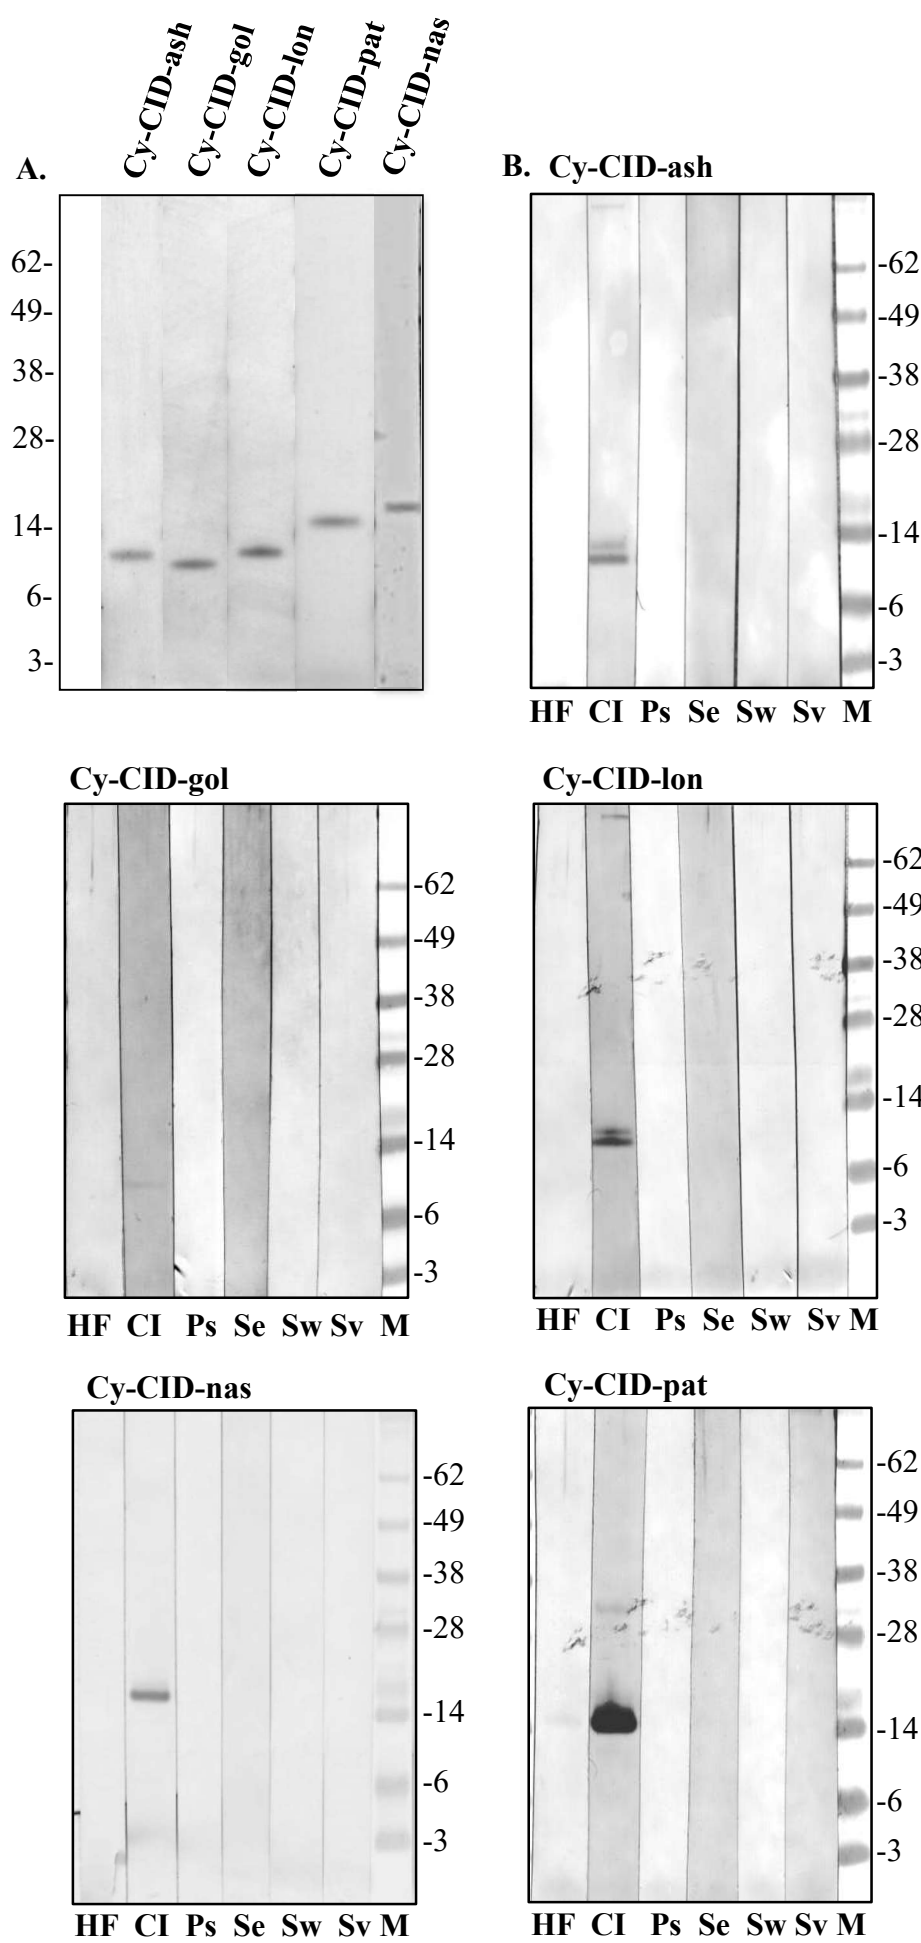 Cy-CID-ash
Cy-CID-gol
Cy-CID-lon
Cy-CID-pat
Cy-CID-nas
A.
62-
49-
38-
28-
14-
6-
3-
B. Cy-CID-ash
-62
-49
-38
-28
-14
-6
-3
HF CI Ps Se Sw Sv M
Cy-CID-gol
-62
-49
-38
-28
-14
-6
-3
HF CI Ps Se Sw Sv M
Cy-CID-lon
-62
-49
-38
-28
-14
-6
-3
HF CI Ps Se Sw Sv M
Cy-CID-nas
-62
-49
-38
-28
-14
-6
-3
HF CI Ps Se Sw Sv M
Cy-CID-pat
-62
-49
-38
-28
-14
-6
-3
HF CI Ps Se Sw Sv M